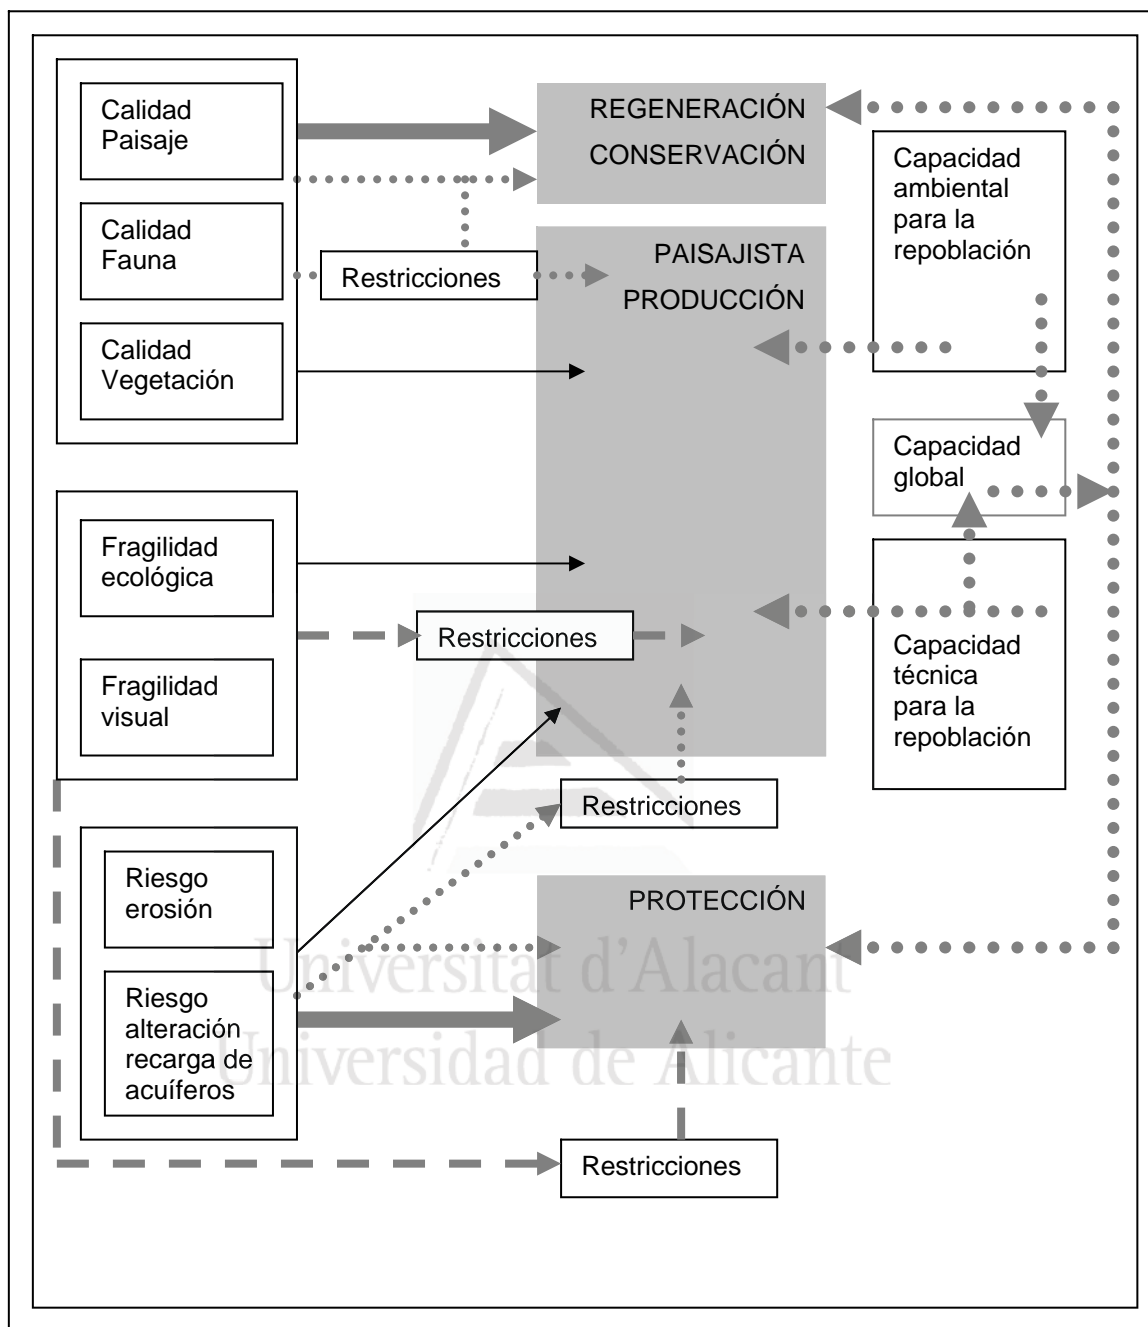 Calidad
Paisaje
Calidad
Fauna
Calidad
Vegetación
Restricciones
REGENERACIÓN
CONSERVACIÓN
PAISAJISTA
PRODUCCIÓN
Capacidad
ambiental
para la
repoblación
Capacidad
global
Fragilidad
ecológica
Fragilidad
visual
Restricciones
Capacidad
técnica
para la
repoblación
Restricciones
Riesgo
erosión
Riesgo
alteración
recarga de
acuíferos
PROTECCIÓN
Restricciones
Universitat d'Alacant
Universidad de Alicante